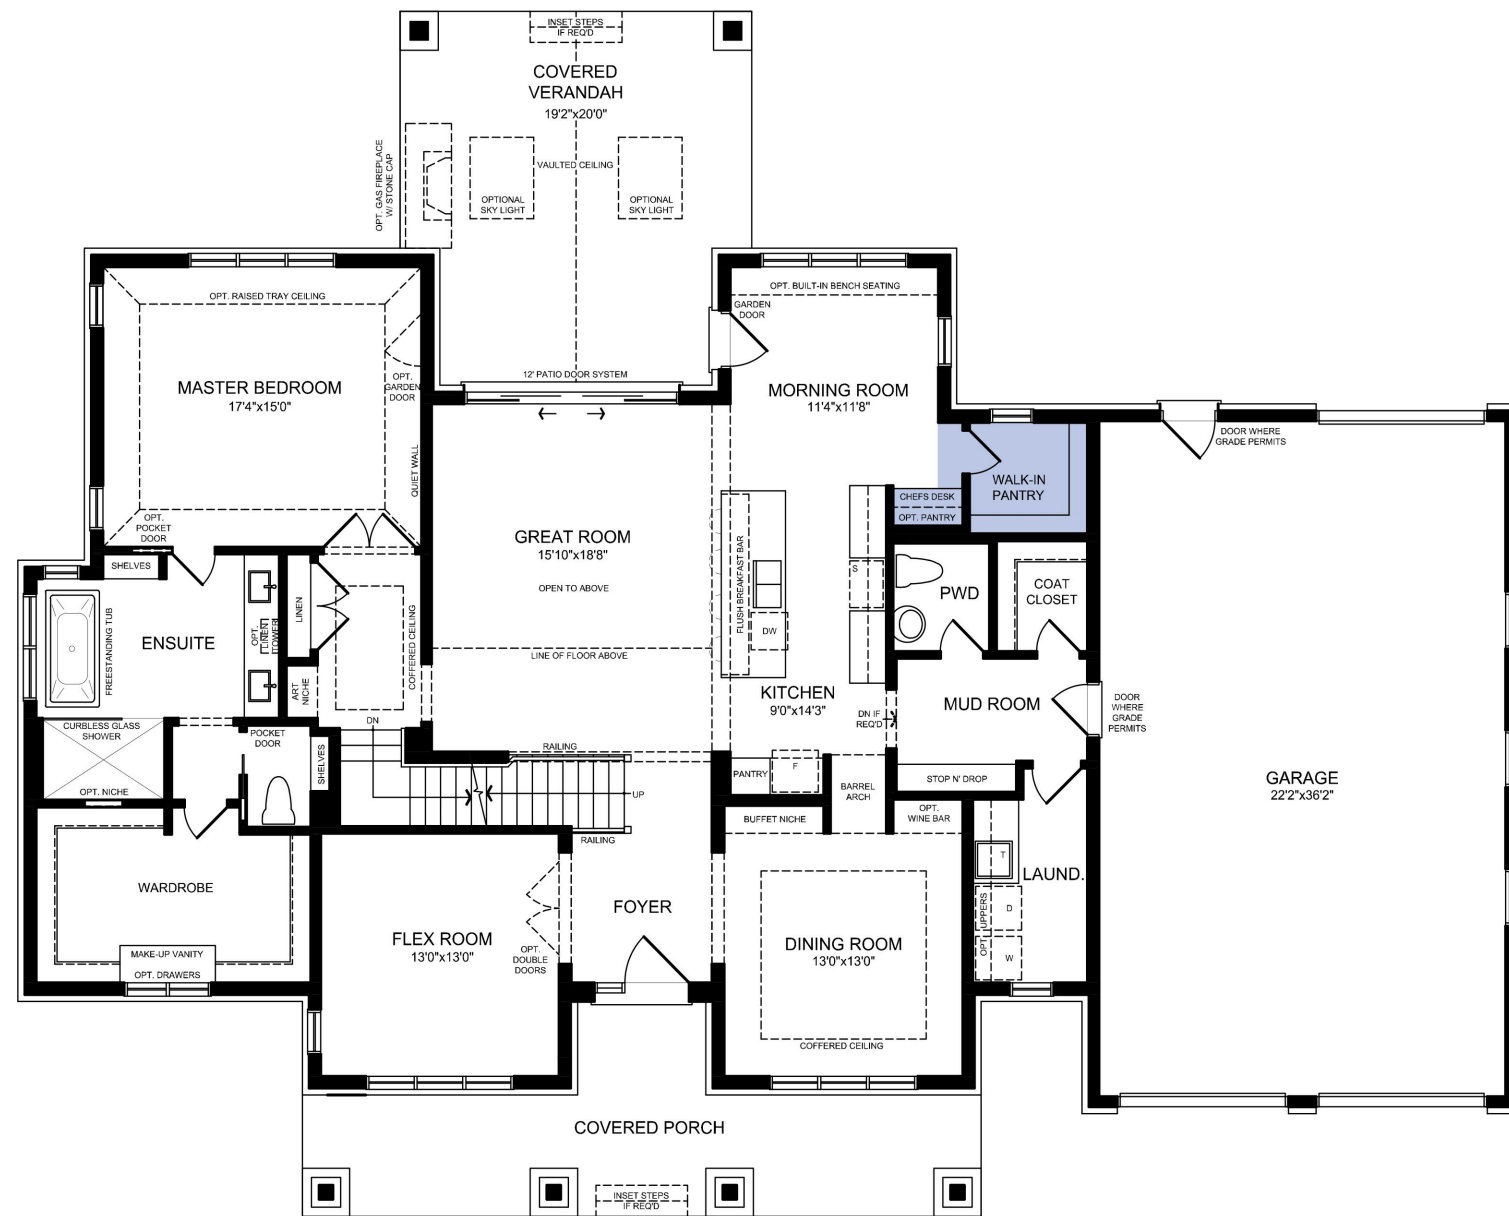 INSET STEPS
IF REQ'D
COVERED
VERANDAH
19'2"x20'0"
OPT. GAS FIREPLACE
W/ STONE CAP
VAULTED CEILING
OPTIONAL
SKY LIGHT
OPTIONAL
SKY LIGHT
12' PATIO DOOR SYSTEM
OPT. RAISED TRAY CEILING
MASTER BEDROOM
17'4"x15'0"
OPT.
GARDEN
DOOR
QUIET WALL
OPT.
POCKET
DOOR
GARDEN
DOOR
OPT. BUILT-IN BENCH SEATING
MORNING ROOM
11'4"x11'8"
DOOR WHERE
GRADE PERMITS
WALK-IN
PANTRY
CHEFS DESK
OPT. PANTRY
GREAT ROOM
15'10"x18'8"
OPEN TO ABOVE
LINE OF FLOOR ABOVE
FLUSH BREAKFAST BAR
DW
S
KITCHEN
9'0"x14'3"
PWD
COAT
CLOSET
SHELVES
ENSUITE
FREESTANDING TUB
OPT.
LINEN
TOWER
LINEN
ART
NICHE
COFFERED CEILING
CURBLESS GLASS
SHOWER
OPT. NICHE
POCKET
DOOR
SHELVES
DN
RAILING
UP
RAILING
DN IF
REQ'D
MUD ROOM
DOOR
WHERE
GRADE
PERMITS
PANTRY
F
BARREL
ARCH
STOP N' DROP
BUFFET NICHE
OPT.
WINE BAR
GARAGE
22'2"x36'2"
WARDROBE
MAKE-UP VANITY
OPT. DRAWERS
FLEX ROOM
13'0"x13'0"
OPT.
DOUBLE
DOORS
FOYER
DINING ROOM
13'0"x13'0"
COFFERED CEILING
T
LAUND.
OPT. UPPERS
D
W
COVERED PORCH
INSET STEPS
IF REQ'D